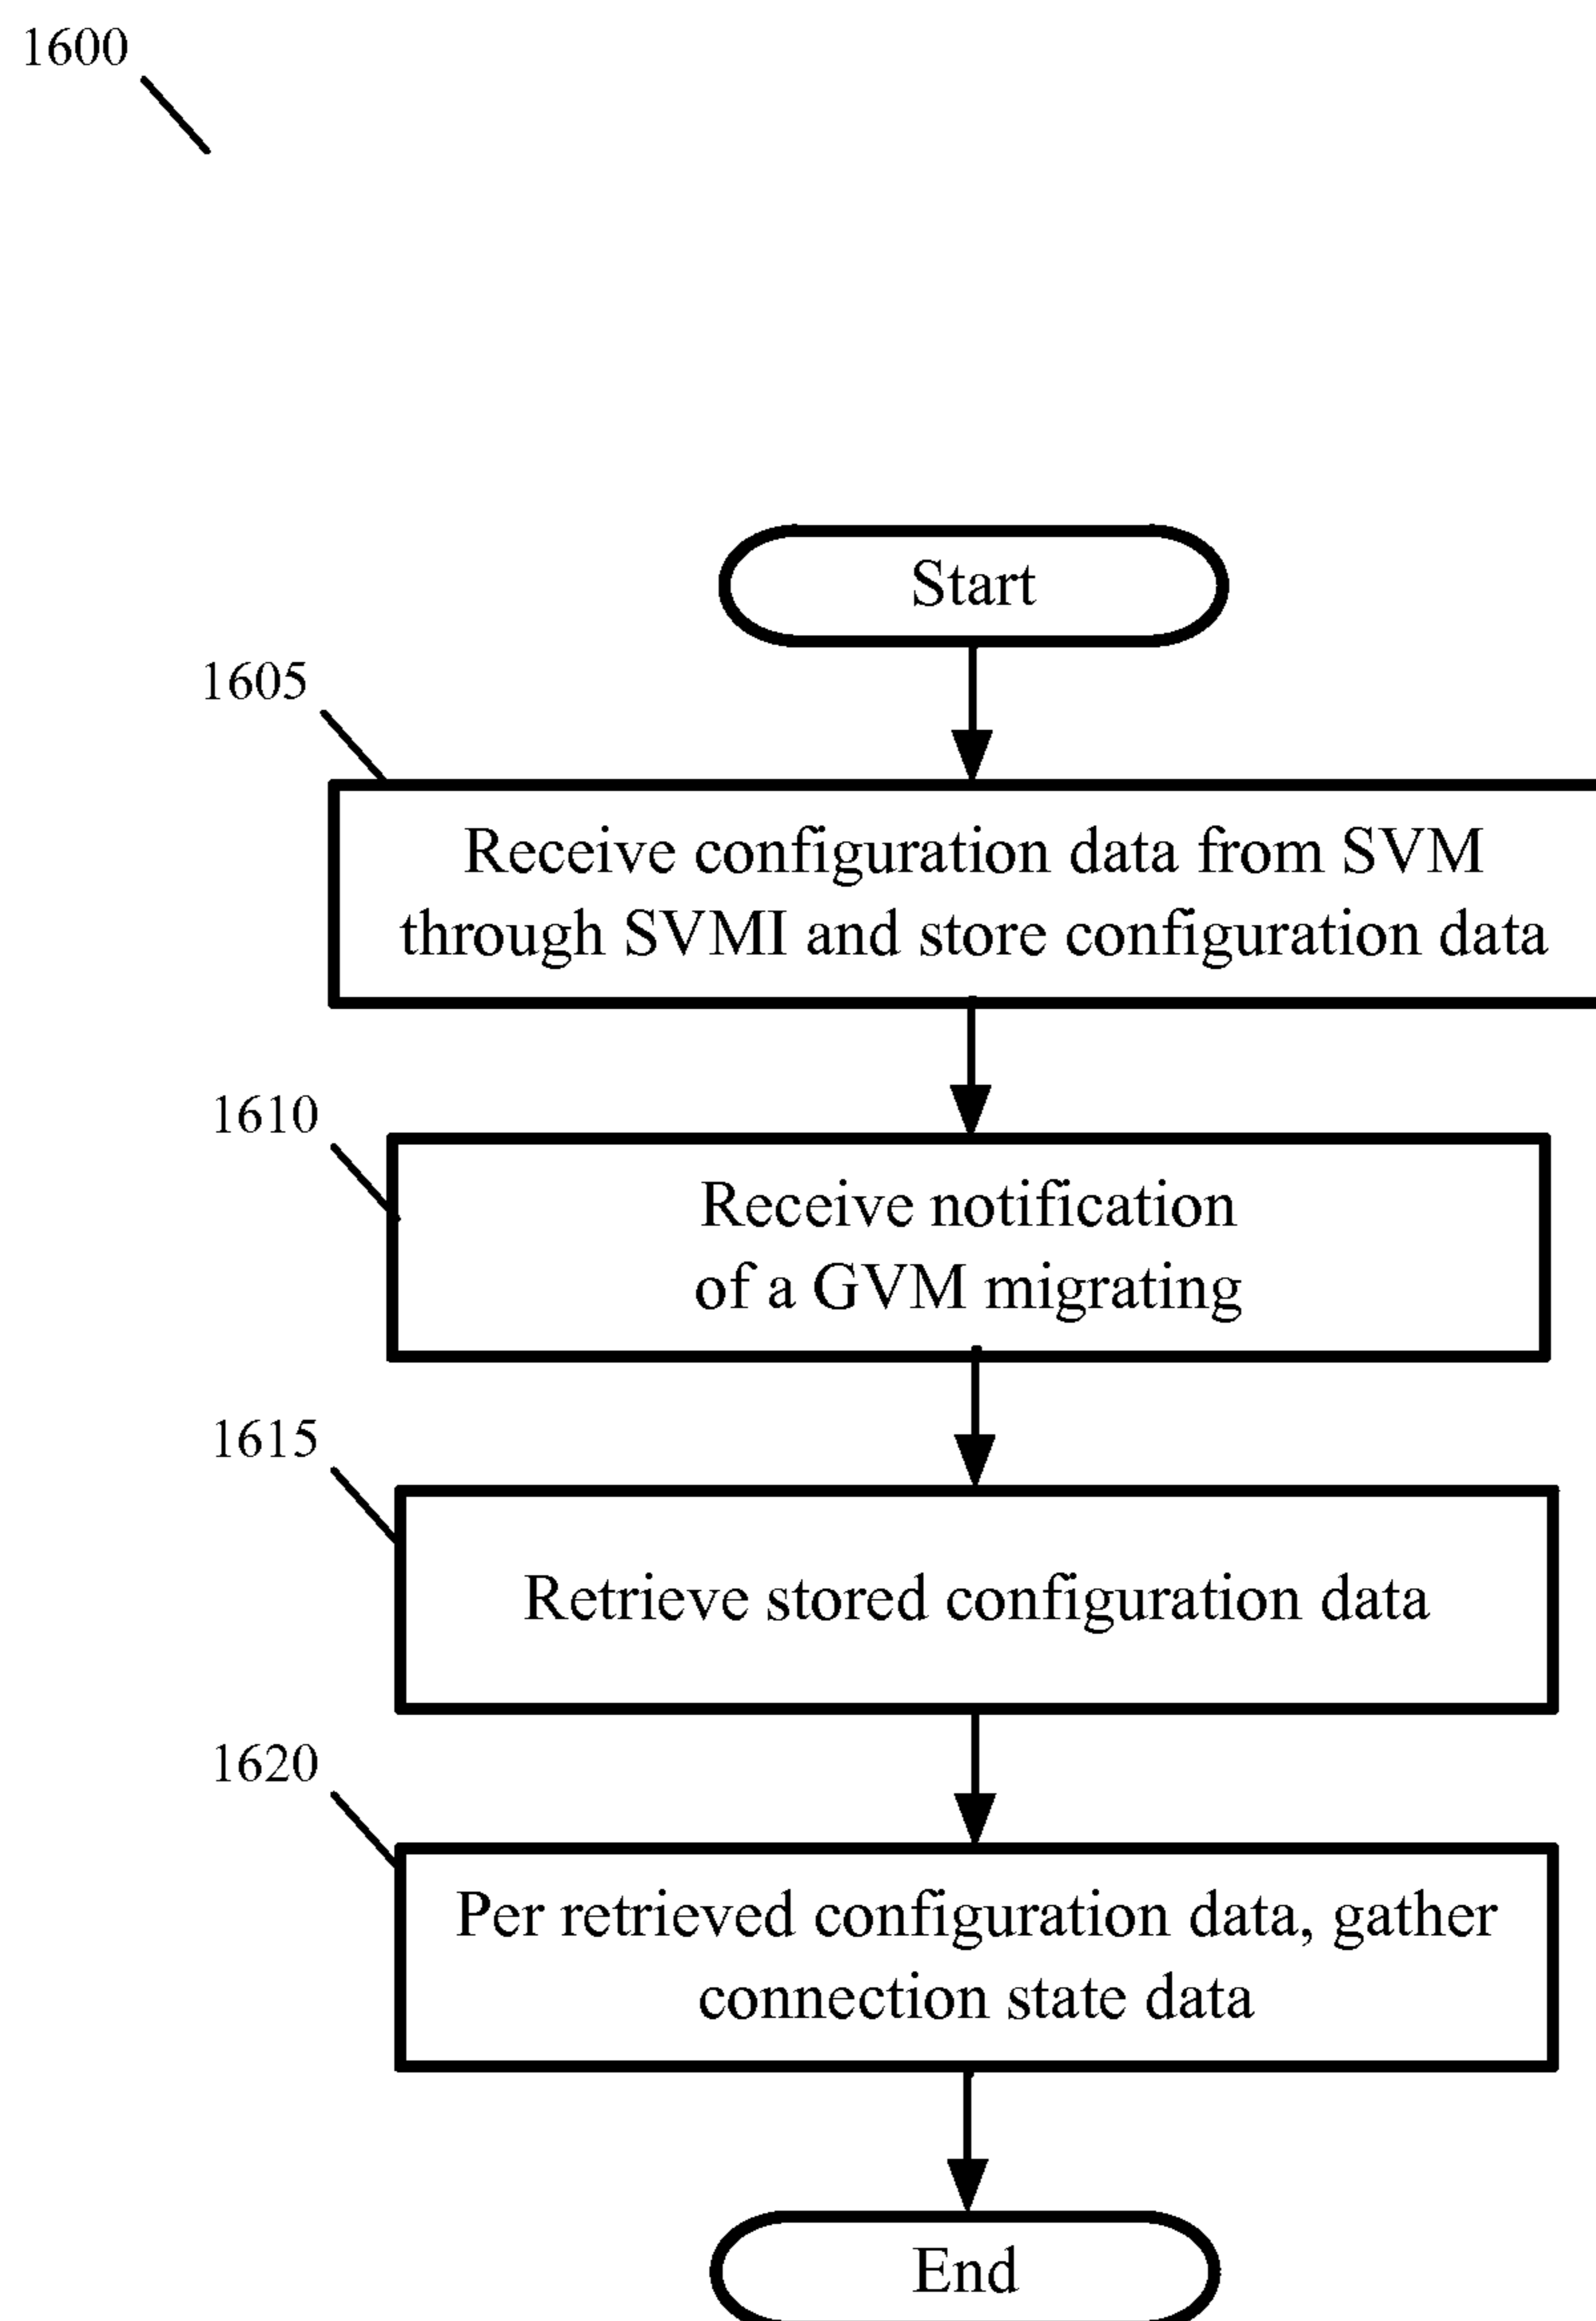 1600
Start
1605
Receive configuration data from SVM
through SVMI and store configuration data
1610
Receive notification
of a GVM migrating
1615
Retrieve stored configuration data
1620
Per retrieved configuration data, gather
connection state data
End